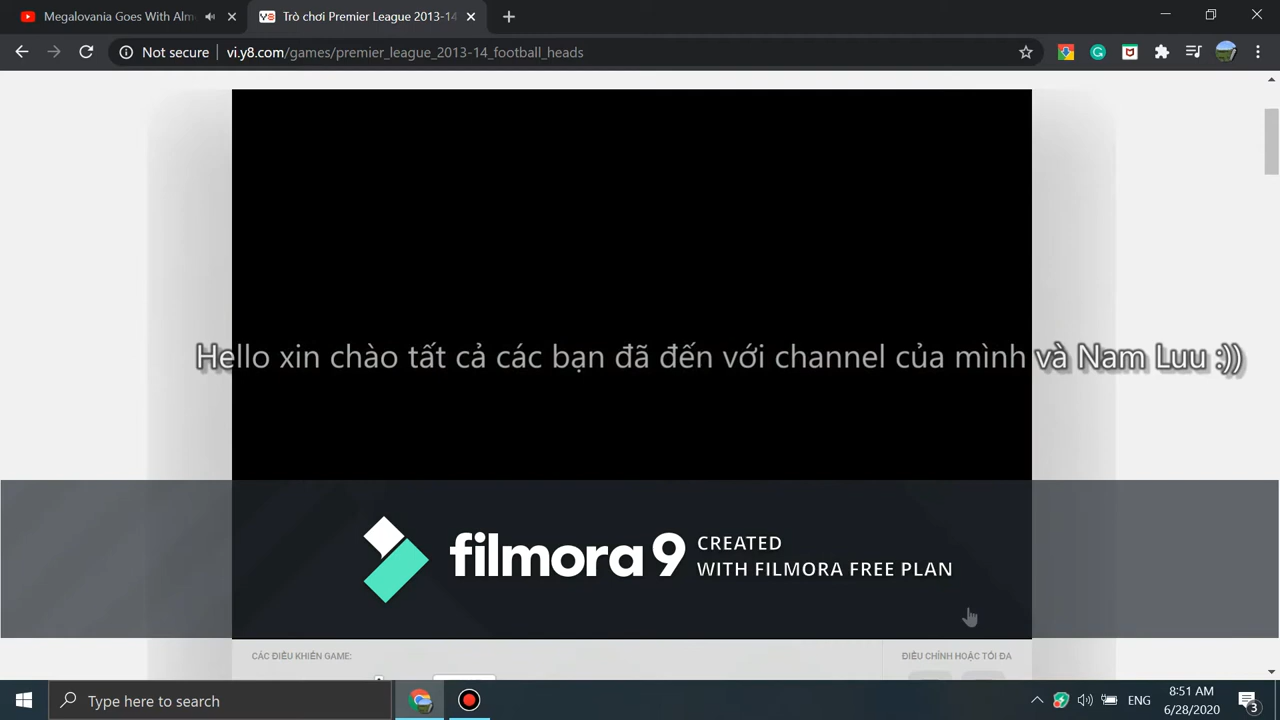 Megalovania Goes With Alm
Trò chơi Premier League 2013-14
Not secure
vi.y8.com/games/premier_league_2013-14_football_heads
Hello xin chào tất cả các bạn đã đến với channel của mình và Nam Luu :))
filmora 9
CREATED
WITH FILMORA FREE PLAN
CÁC ĐIỀU KHIỂN GAME:
ĐIỀU CHỈNH HOẶC TỐI ĐA
Type here to search
ENG
8:51 AM
6/28/2020
3